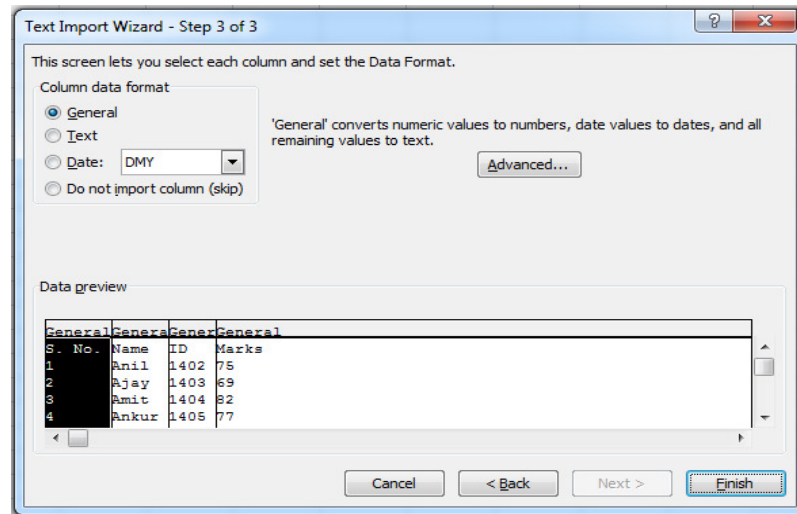 Text Import Wizard - Step 3 of 3
This screen lets you select each column and set the Data Format.
Column data format
General
Text
Date: DMY
Do not import column (skip)
'General' converts numeric values to numbers, date values to dates, and all
remaining values to text.
Advanced...
Data preview
General Genera Gener General
S. No. Name ID Marks
1 Anil 1402 75
2 Ajay 1403 69
3 Amit 1404 82
4 Ankur 1405 77
Cancel < Back Next > Finish